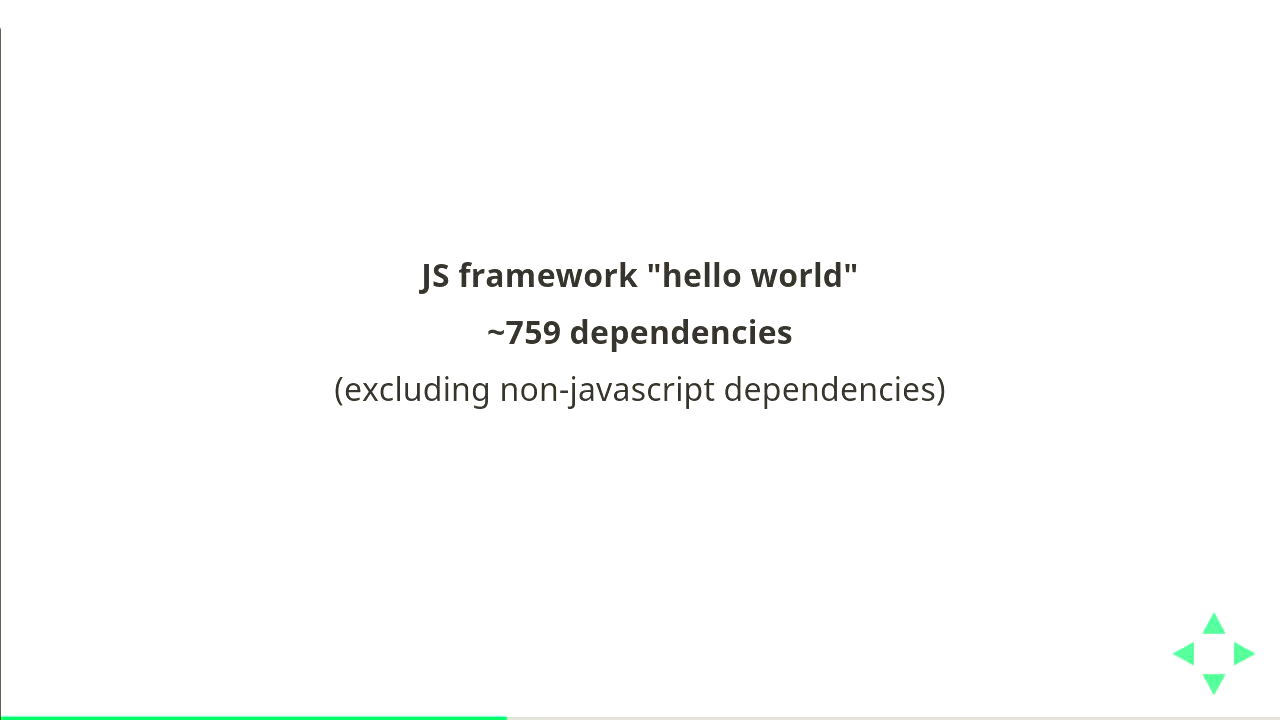 JS framework "hello world"
~759 dependencies
(excluding non-javascript dependencies)